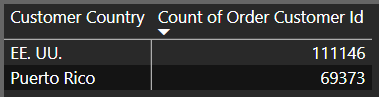 Customer Country Count of Order Customer Id
EE. UU. 111146
Puerto Rico 69373